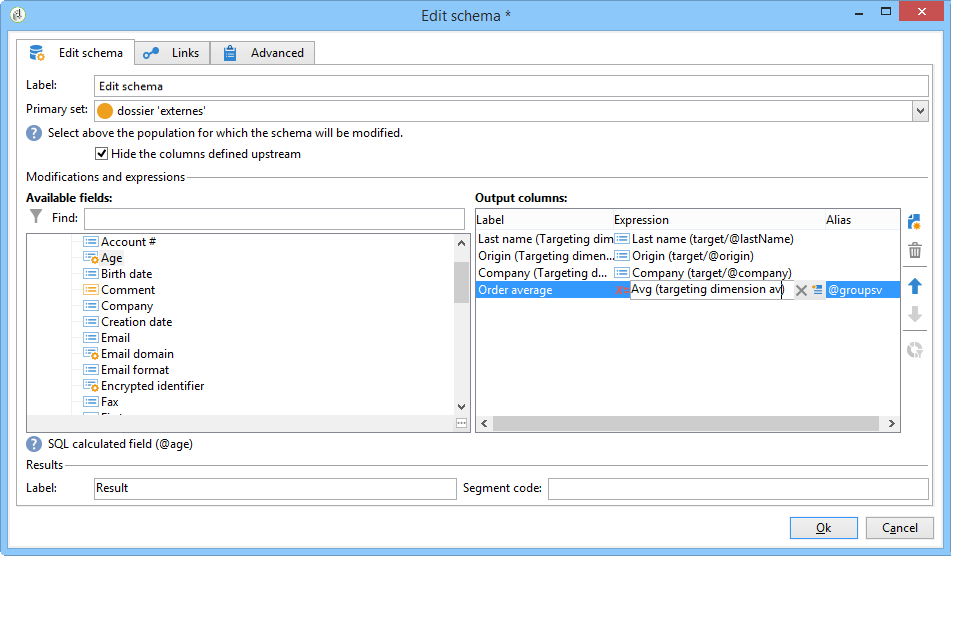 Edit schema *
Edit schema Links Advanced
Label: Edit schema
Primary set: dossier 'externes'
? Select above the population for which the schema will be modified.
Hide the columns defined upstream
Modifications and expressions
Available fields:
Find:
Account #
Age
Birth date
Comment
Company
Creation date
Email
Email domain
Email format
Encrypted identifier
Fax
Output columns:
Label Expression Alias
Last name (Targeting dim Last name (target/@lastName)
Origin (Targeting dimen... Origin (target/@origin)
Company (Targeting d... Company (target/@company)
Order average Avg (targeting dimension av) @groupsv
? SQL calculated field (@age)
Results
Label: Result Segment code:
Ok Cancel